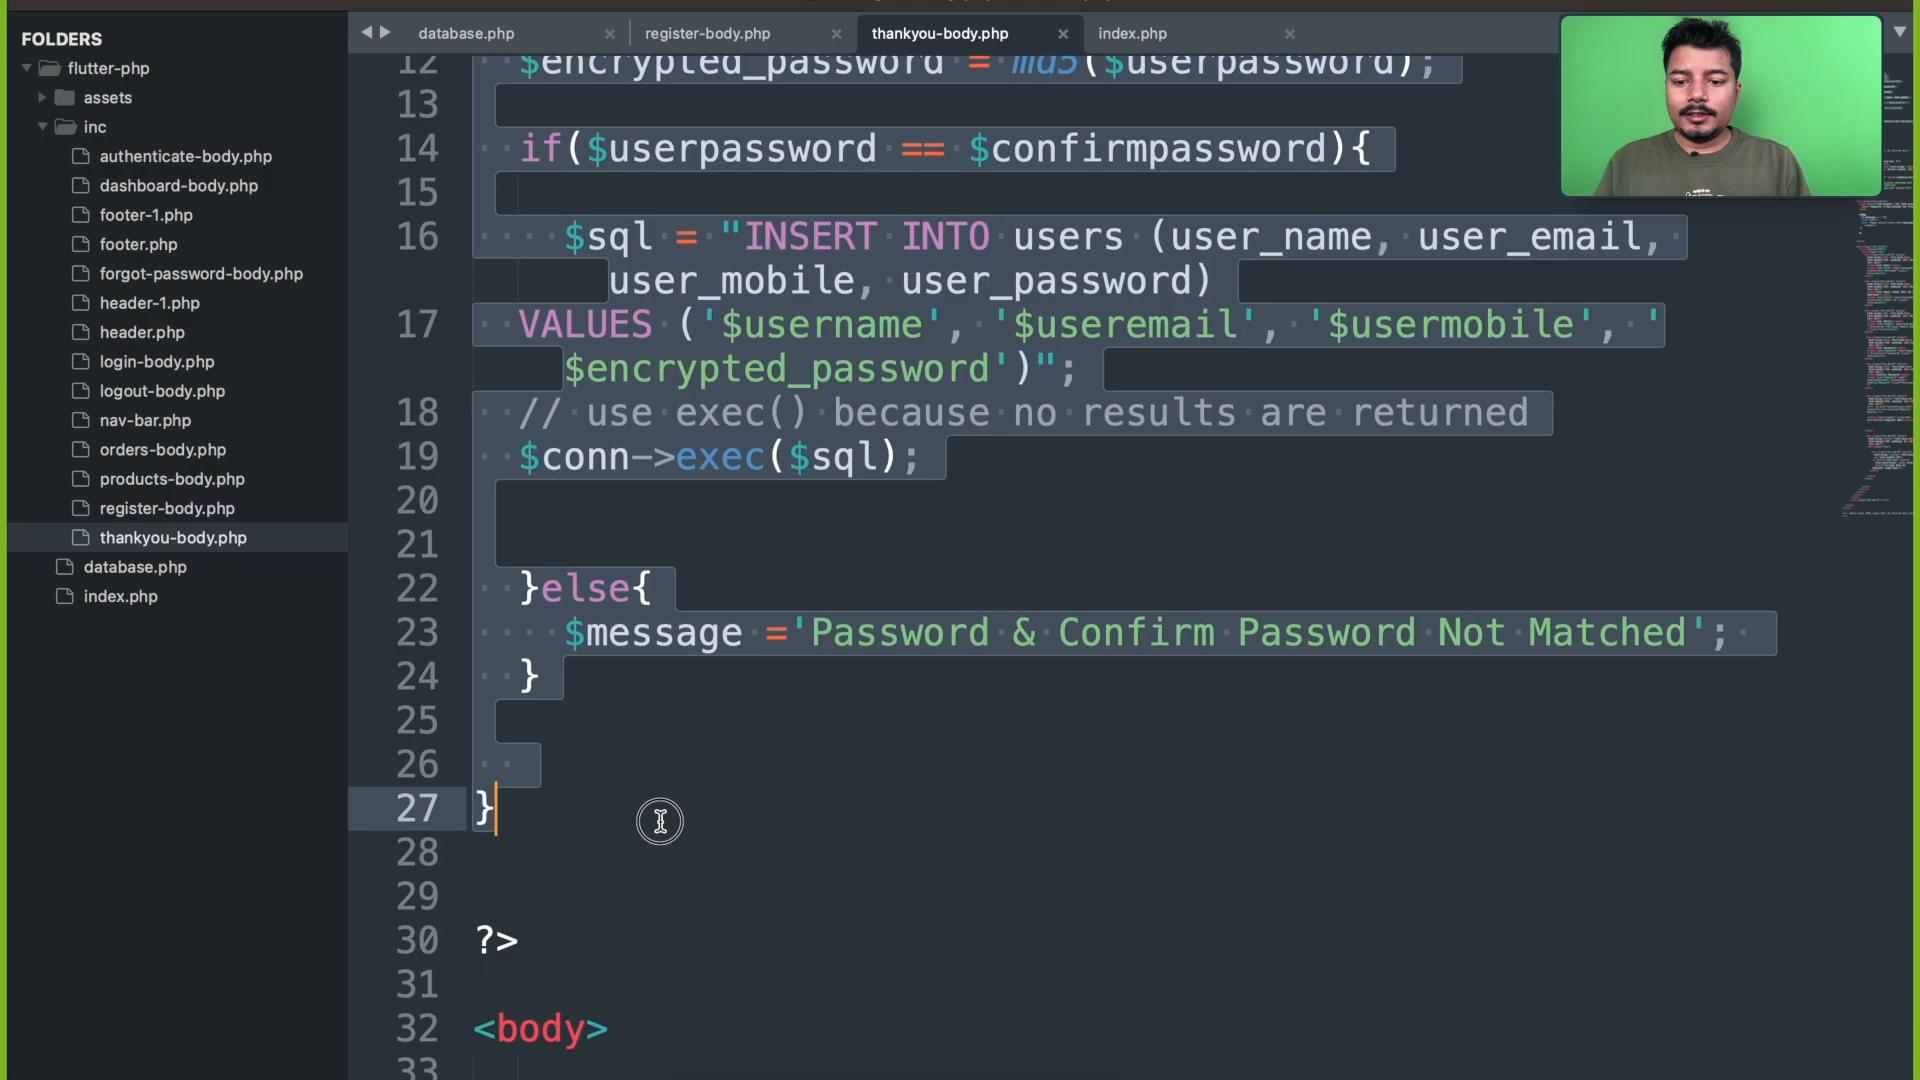 FOLDERS
flutter-php
assets
inc
authenticate-body.php
dashboard-body.php
footer-1.php
footer.php
forgot-password-body.php
header-1.php
header.php
login-body.php
logout-body.php
nav-bar.php
orders-body.php
products-body.php
register-body.php
thankyou-body.php
database.php
index.php
database.php
register-body.php
thankyou-body.php
index.php
12 $encrypted_password = md5($userpassword);
13
14 if($userpassword == $confirmpassword){
15
16 $sql = "INSERT INTO users (user_name, user_email,
user_mobile, user_password)
17 VALUES ('$username', '$useremail', '$usermobile', '
$encrypted_password')";
18 // use exec() because no results are returned
19 $conn->exec($sql);
20
21
22 }else{
23 $message ='Password & Confirm Password Not Matched';
24 }
25
26
27 }
28
29
30 ?>
31
32 <body>
33